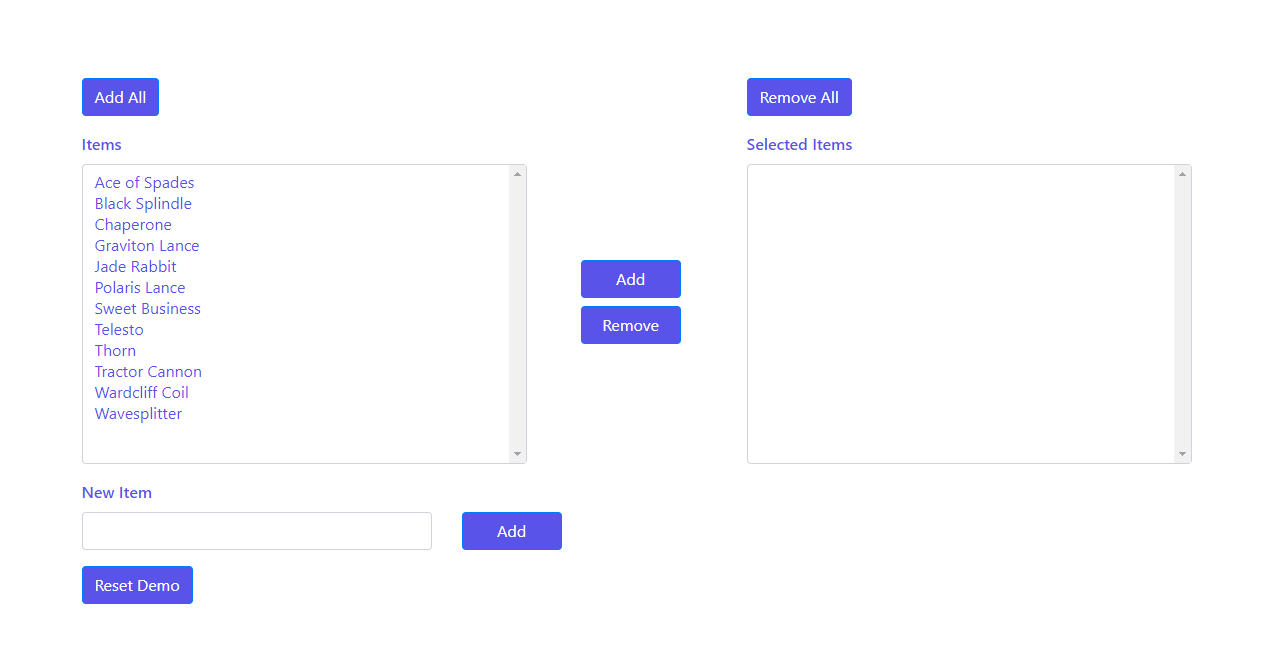 Add All
Remove All
Items
Selected Items
Ace of Spades
Black Splindle
Chaperone
Graviton Lance
Jade Rabbit
Polaris Lance
Sweet Business
Telesto
Thorn
Tractor Cannon
Wardcliff Coil
Wavesplitter
Add
Remove
New Item
Add
Reset Demo